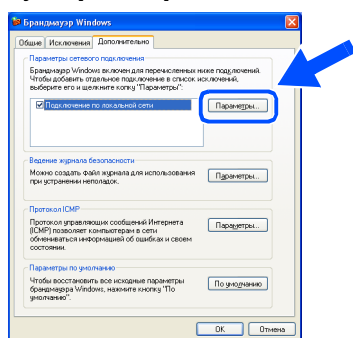 Брандмауэр Windows
Общие Исключения Дополнительно
Параметры сетевого подключения
Брандмауэр Windows включен для перечисленных ниже подключений.
Чтобы добавить отдельное подключение в список исключений,
выберите его и щелкните копку "Параметры":
Подключение по локальной сети
Параметры...
Ведение журнала безопасности
Можно создать файл журнала для использования
при устранении неполадок.
Параметры...
Протокол ICMP
Протокол управляющих сообщений Интернета
(ICMP) позволяет компьютерам в сети
обмениваться информацией об ошибках и своем
состоянии.
Параметры...
Параметры по умолчанию
Чтобы восстановить все исходные параметры
брандмауэра Windows, нажмите кнопку "По
умолчанию".
По умолчанию
OK Отмена